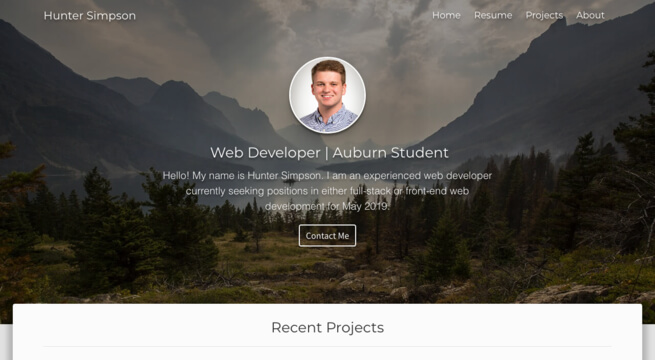 Hunter Simpson
Home Resume Projects About
Web Developer | Auburn Student
Hello! My name is Hunter Simpson. I am an experienced web developer
currently seeking positions in either full-stack or front-end web
development for May 2019.
Contact Me
Recent Projects